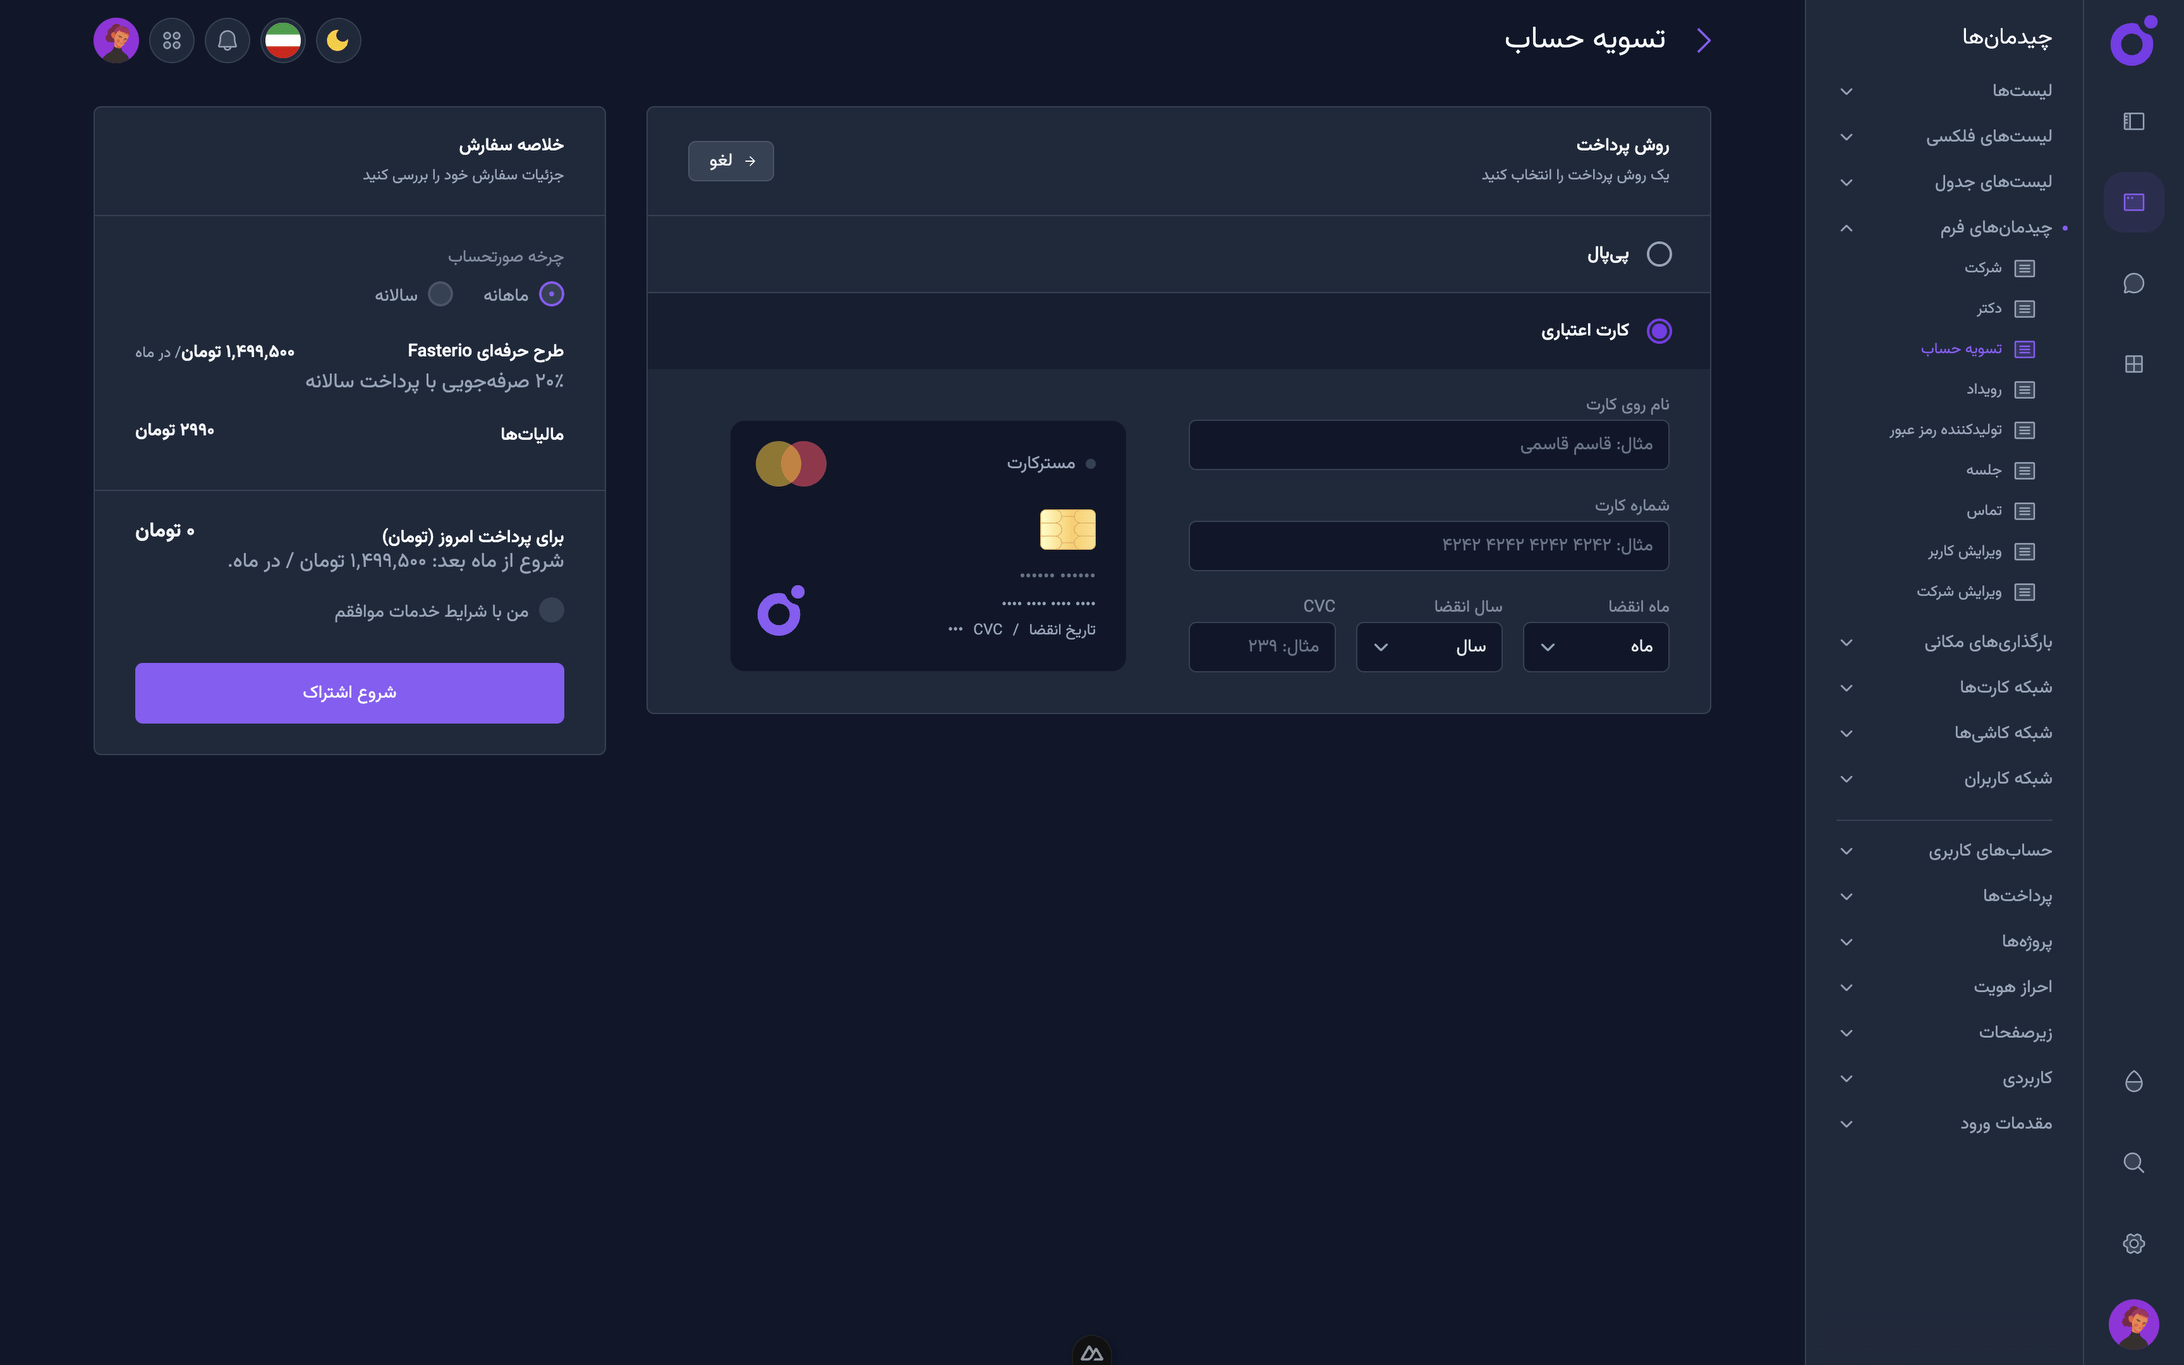 چیدمان‌ها
لیست‌ها
لیست‌های فلکسی
لیست‌های جدول
چیدمان‌های فرم
شرکت
دکتر
تسویه حساب
رویداد
تولیدکننده رمز عبور
جلسه
تماس
ویرایش کاربر
ویرایش شرکت
بارگذاری‌های مکانی
شبکه کارت‌ها
شبکه کاشی‌ها
شبکه کاربران
حساب‌های کاربری
پرداخت‌ها
پروژه‌ها
احراز هویت
زیرصفحات
کاربردی
مقدمات ورود
تسویه حساب
روش پرداخت
یک روش پرداخت را انتخاب کنید
لغو
پی‌پال
کارت اعتباری
نام روی کارت
مثال: قاسم قاسمی
شماره کارت
مثال: ۴۲۴۲ ۴۲۴۲ ۴۲۴۲ ۴۲۴۲
ماه انقضا
سال انقضا
CVC
ماه
سال
مثال: ۲۳۹
مسترکارت
•••••• ••••••
•••• •••• •••• ••••
تاریخ انقضا / CVC •••
خلاصه سفارش
جزئیات سفارش خود را بررسی کنید
چرخه صورتحساب
ماهانه
سالانه
طرح حرفه‌ای Fasterio
۱,۴۹۹,۵۰۰ تومان/ در ماه
۲۰٪ صرفه‌جویی با پرداخت سالانه
مالیات‌ها
۲۹۹۰ تومان
برای پرداخت امروز (تومان)
۰ تومان
شروع از ماه بعد: ۱,۴۹۹,۵۰۰ تومان / در ماه.
من با شرایط خدمات موافقم
شروع اشتراک